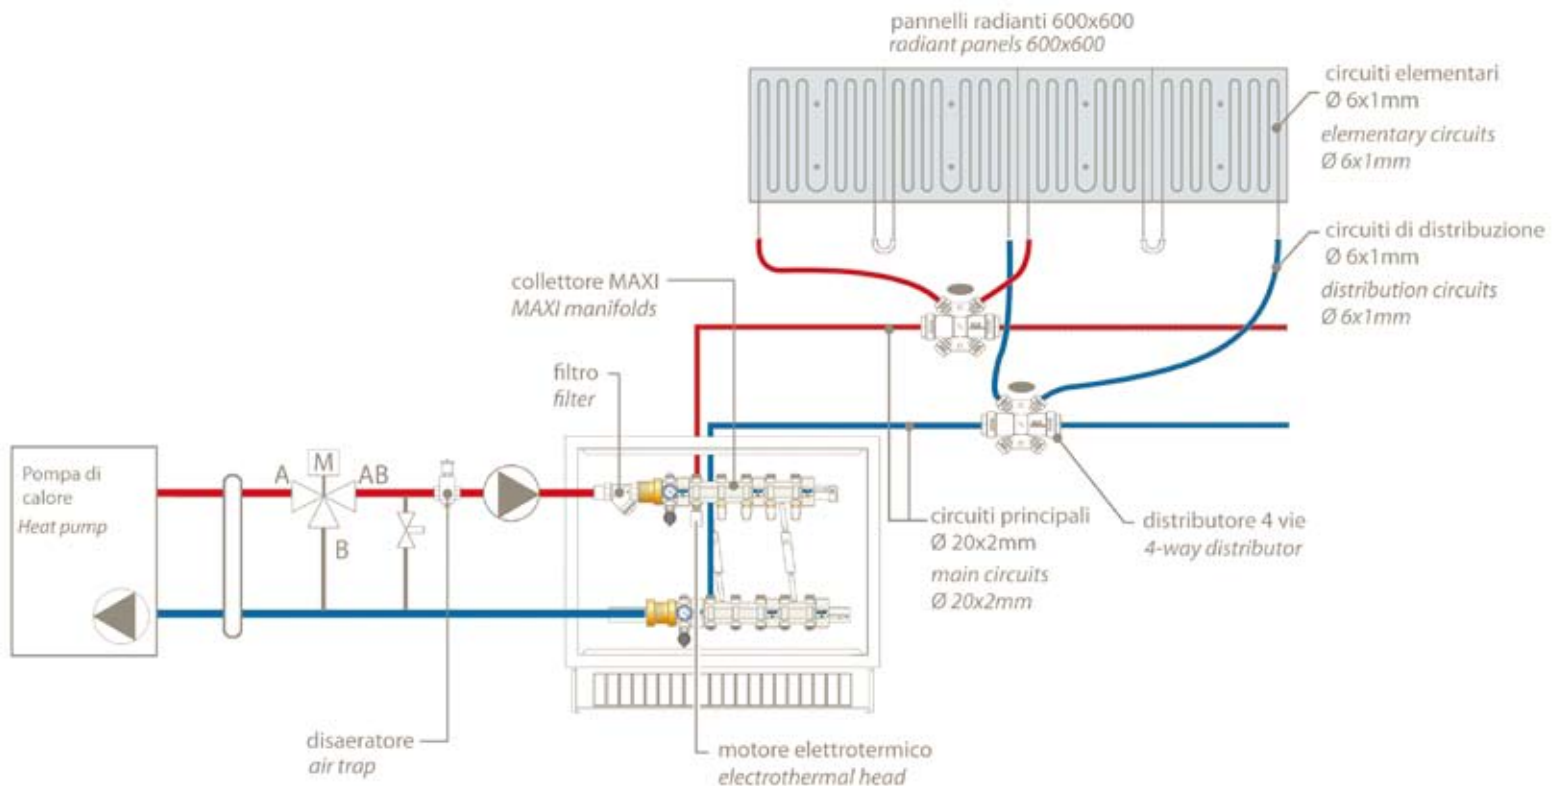 pannelli radianti 600x600
radiant panels 600x600
circuiti elementari
Ø 6x1mm
elementary circuits
Ø 6x1mm
circuiti di distribuzione
Ø 6x1mm
distribution circuits
Ø 6x1mm
collettore MAXI
MAXI manifolds
filtro
filter
Pompa di
calore
Heat pump
A
M
AB
B
circuiti principali
Ø 20x2mm
main circuits
Ø 20x2mm
distributore 4 vie
4-way distributor
disaeratore
air trap
motore elettrotermico
electrothermal head